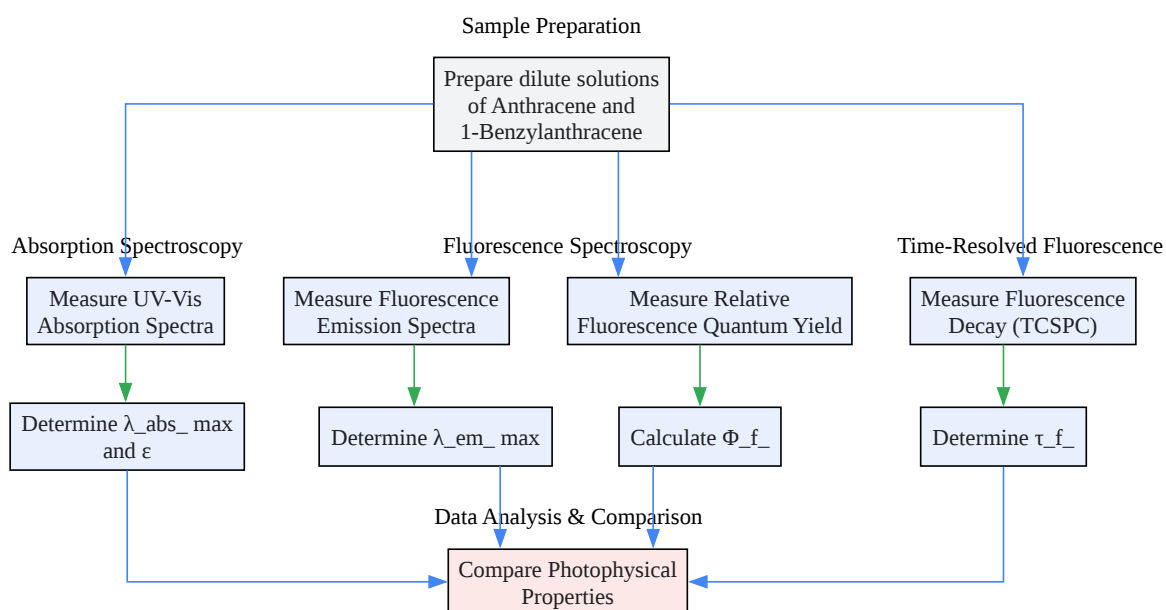 Sample Preparation
Prepare dilute solutions
of Anthracene and
1-Benzylanthracene
Absorption Spectroscopy
Fluorescence Spectroscopy
Time-Resolved Fluorescence
Measure UV-Vis
Absorption Spectra
Measure Fluorescence
Emission Spectra
Measure Relative
Fluorescence Quantum Yield
Measure Fluorescence
Decay (TCSPC)
Determine λ_abs_ max
and ε
Determine λ_em_ max
Calculate Φ_f_
Determine τ_f_
Data Analysis & Comparison
Compare Photophysical
Properties